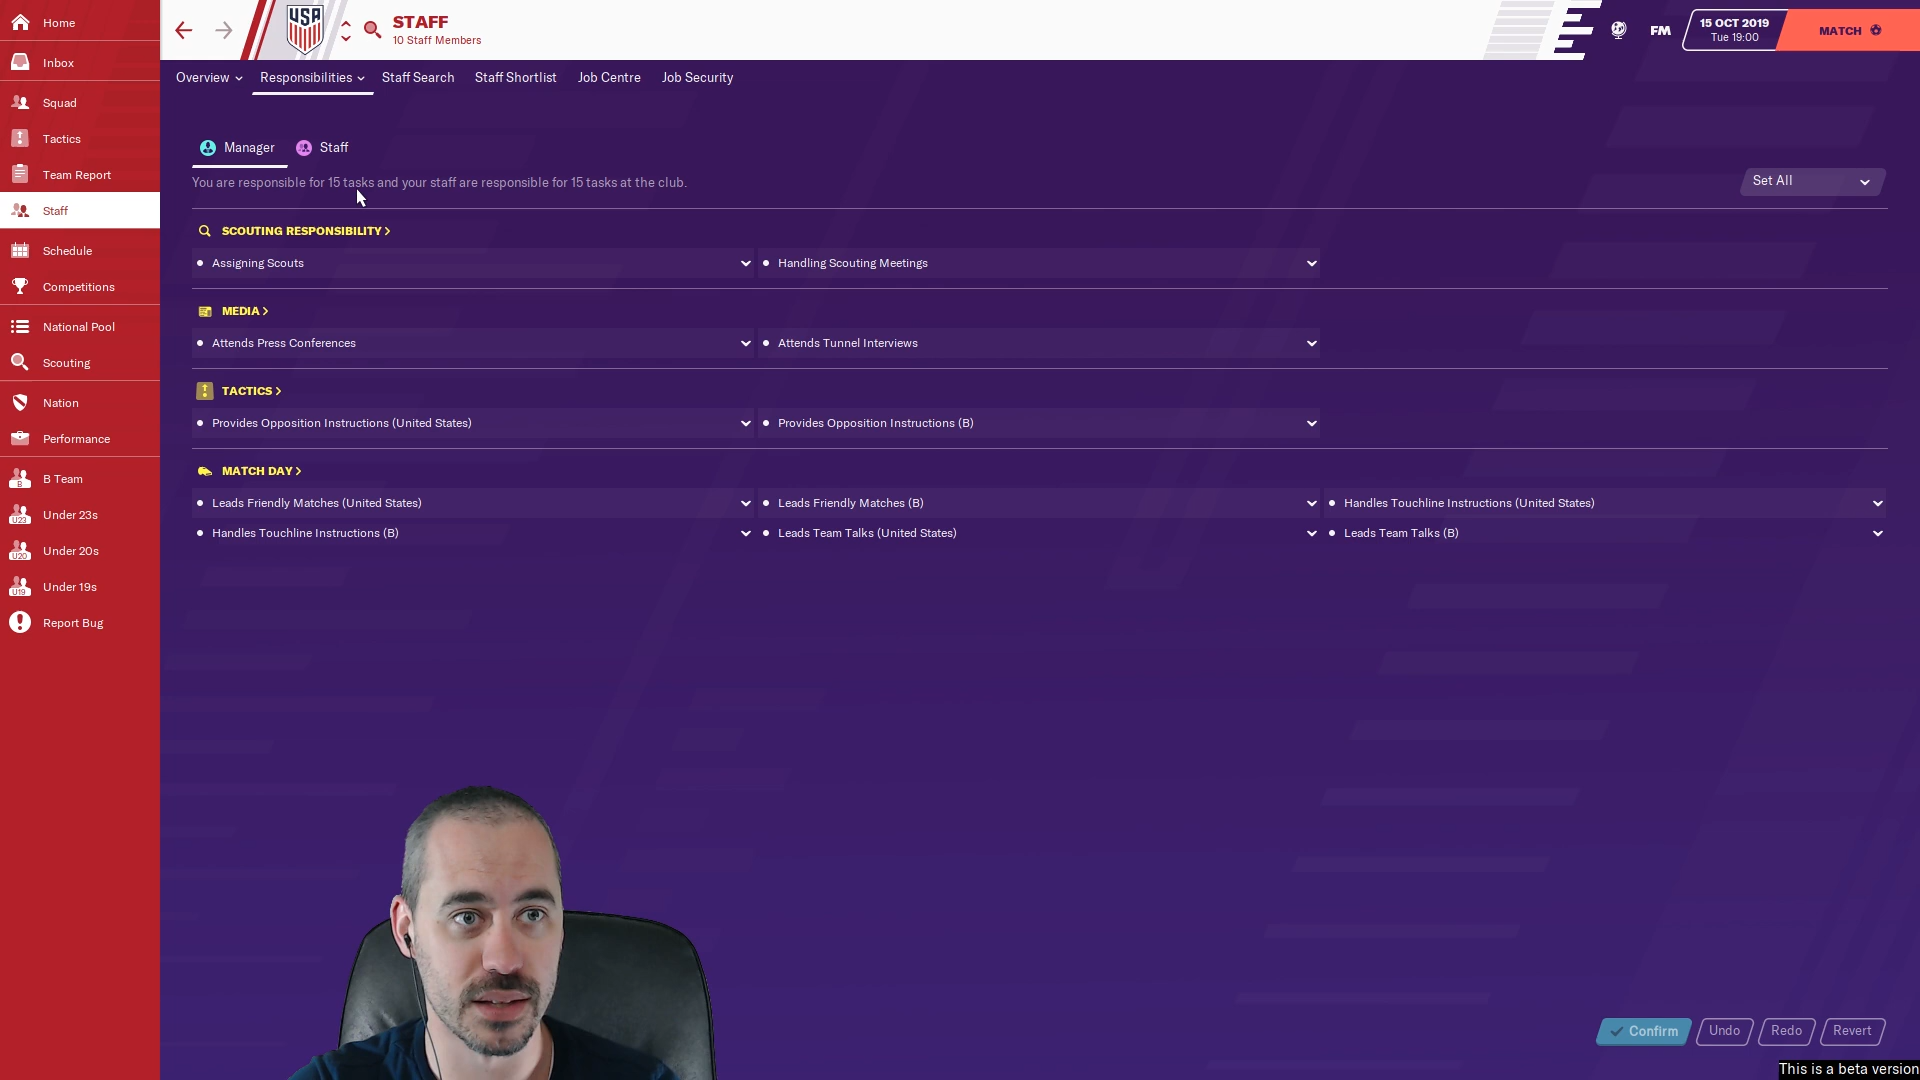 Home
Inbox
Squad
Tactics
Team Report
Staff
Schedule
Competitions
National Pool
Scouting
Nation
Performance
B
B Team
U23
Under 23s
U20
Under 20s
U19
Under 19s
Report Bug
USA
STAFF
10 Staff Members
FM
15 OCT 2019
Tue 19:00
MATCH
Overview
Responsibilities
Staff Search
Staff Shortlist
Job Centre
Job Security
Manager
Staff
You are responsible for 15 tasks and your staff are responsible for 15 tasks at the club.
Set All
SCOUTING RESPONSIBILITY >
Assigning Scouts
Handling Scouting Meetings
MEDIA >
Attends Press Conferences
Attends Tunnel Interviews
TACTICS >
Provides Opposition Instructions (United States)
Provides Opposition Instructions (B)
MATCH DAY >
Leads Friendly Matches (United States)
Leads Friendly Matches (B)
Handles Touchline Instructions (United States)
Handles Touchline Instructions (B)
Leads Team Talks (United States)
Leads Team Talks (B)
Confirm
Undo
Redo
Revert
This is a beta version